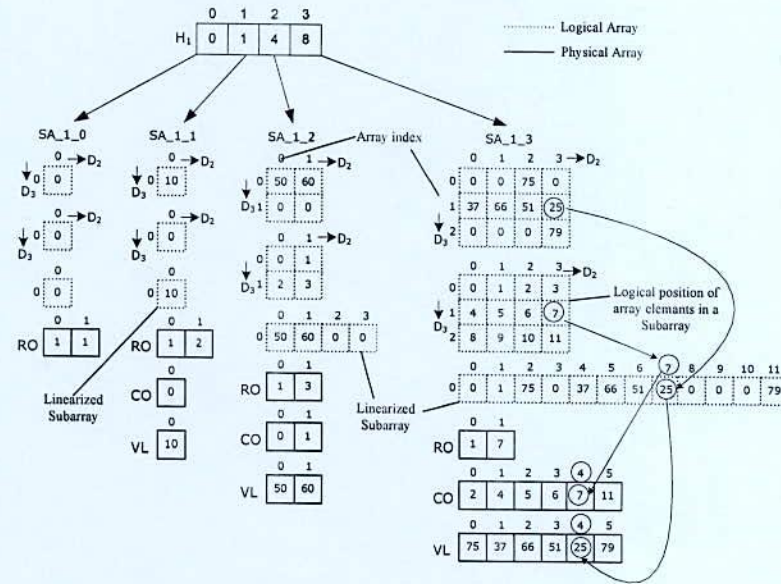 0 1 2 3
H1 0 1 4 8
Logical Array
Physical Array
SA_1_0
SA_1_1
SA_1_2
Array index
SA_1_3
0 → D2
0 → D2
0 1 → D2
0 1 2 3 → D2
D3 0 0
D3 0 10
0 50 60
D3 1 0 0
0 0 0 75 0
1 37 66 51 25
D3 2 0 0 0 79
0 → D2
0 → D2
0 1 → D2
0 1 2 3 → D2
D3 0 0
D3 0 0
0 0 1
D3 1 2 3
0 0 1 2 3
1 4 5 6 7
D3 2 8 9 10 11
Logical position of
array elemants in a
Subarray
0
0 0
0
0 10
0 1 2 3
0 50 60 0 0
0 1 2 3 4 5 6 7 8 9 10 11
0 0 1 75 0 37 66 51 25 0 0 0 79
0 1
RO 1 1
0 1
RO 1 2
0 1
RO 1 3
0 1
RO 1 7
Linearized
Subarray
Linearized
Subarray
0
CO 0
0 1
CO 0 1
0 1 2 3 4 5
CO 2 4 5 6 7 11
0
VL 10
0 1
VL 50 60
0 1 2 3 4 5
VL 75 37 66 51 25 79